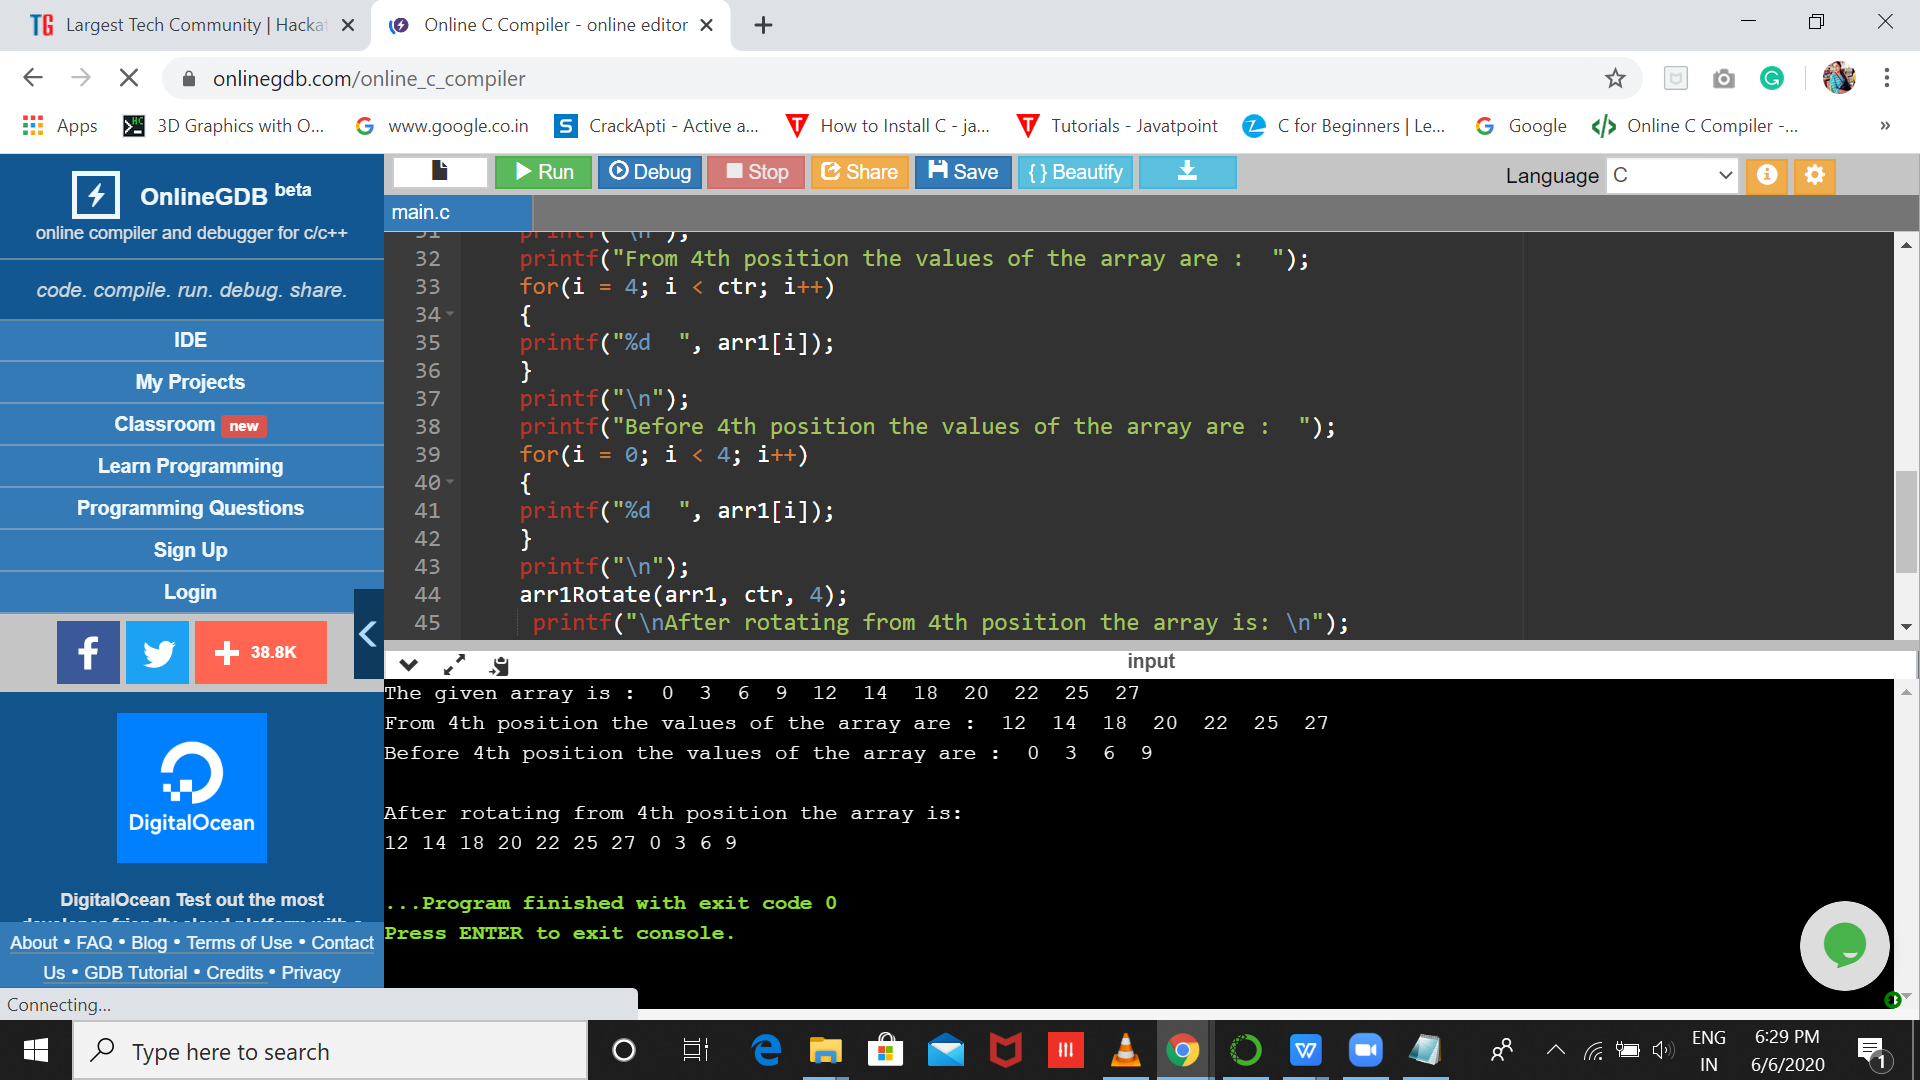 TG Largest Tech Community | Hacka
Online C Compiler - online editor
onlinegdb.com/online_c_compiler
Apps
3D Graphics with O...
www.google.co.in
CrackApti - Active a...
How to Install C - ja...
Tutorials - Javatpoint
C for Beginners | Le...
Google
Online C Compiler -...
»
OnlineGDB beta
online compiler and debugger for c/c++
code. compile. run. debug. share.
IDE
My Projects
Classroom new
Learn Programming
Programming Questions
Sign Up
Login
38.8K
DigitalOcean
DigitalOcean Test out the most
About • FAQ • Blog • Terms of Use • Contact
Us • GDB Tutorial • Credits • Privacy
Connecting...
Run
Debug
Stop
Share
Save
{ } Beautify
Language C
main.c
31 printf("\n");
32 printf("From 4th position the values of the array are :  ");
33 for(i = 4; i < ctr; i++)
34 {
35 printf("%d  ", arr1[i]);
36 }
37 printf("\n");
38 printf("Before 4th position the values of the array are :  ");
39 for(i = 0; i < 4; i++)
40 {
41 printf("%d  ", arr1[i]);
42 }
43 printf("\n");
44 arr1Rotate(arr1, ctr, 4);
45 printf("\nAfter rotating from 4th position the array is: \n");
input
The given array is :  0  3  6  9  12  14  18  20  22  25  27
From 4th position the values of the array are :  12  14  18  20  22  25  27
Before 4th position the values of the array are :  0  3  6  9
After rotating from 4th position the array is:
12 14 18 20 22 25 27 0 3 6 9
...Program finished with exit code 0
Press ENTER to exit console.
Type here to search
ENG
IN
6:29 PM
6/6/2020
1